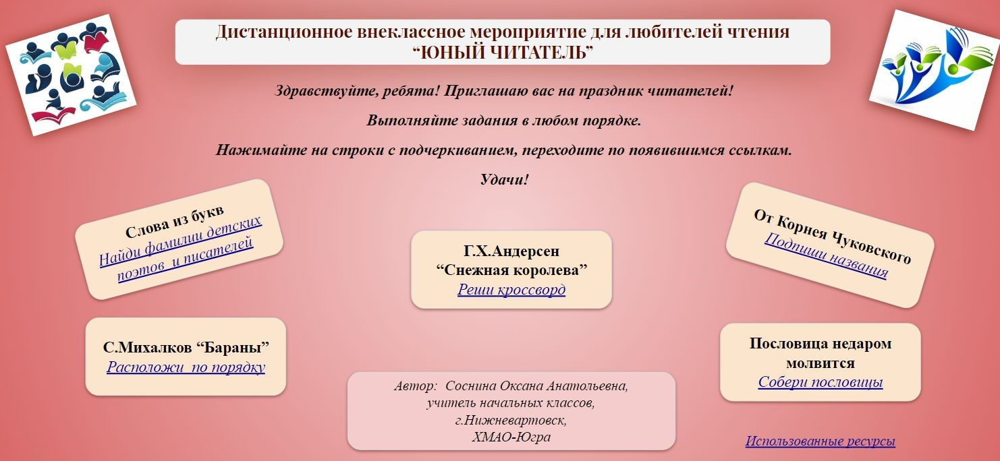 Дистанционное внеклассное мероприятие для любителей чтения
“ЮНЫЙ ЧИТАТЕЛЬ”
Здравствуйте, ребята! Приглашаю вас на праздник читателей!
Выполняйте задания в любом порядке.
Нажимайте на строки с подчеркиванием, переходите по появившимся ссылкам.
Удачи!
Слова из букв
Найди фамилии детских
поэтов и писателей
Г.Х.Андерсен
“Снежная королева”
Реши кроссворд
От Корнея Чуковского
Подпиши названия
С.Михалков “Бараны”
Расположи по порядку
Пословица недаром
молвится
Собери пословицы
Автор: Соснина Оксана Анатольевна,
учитель начальных классов,
г.Нижневартовск,
ХМАО-Югра
Использованные ресурсы